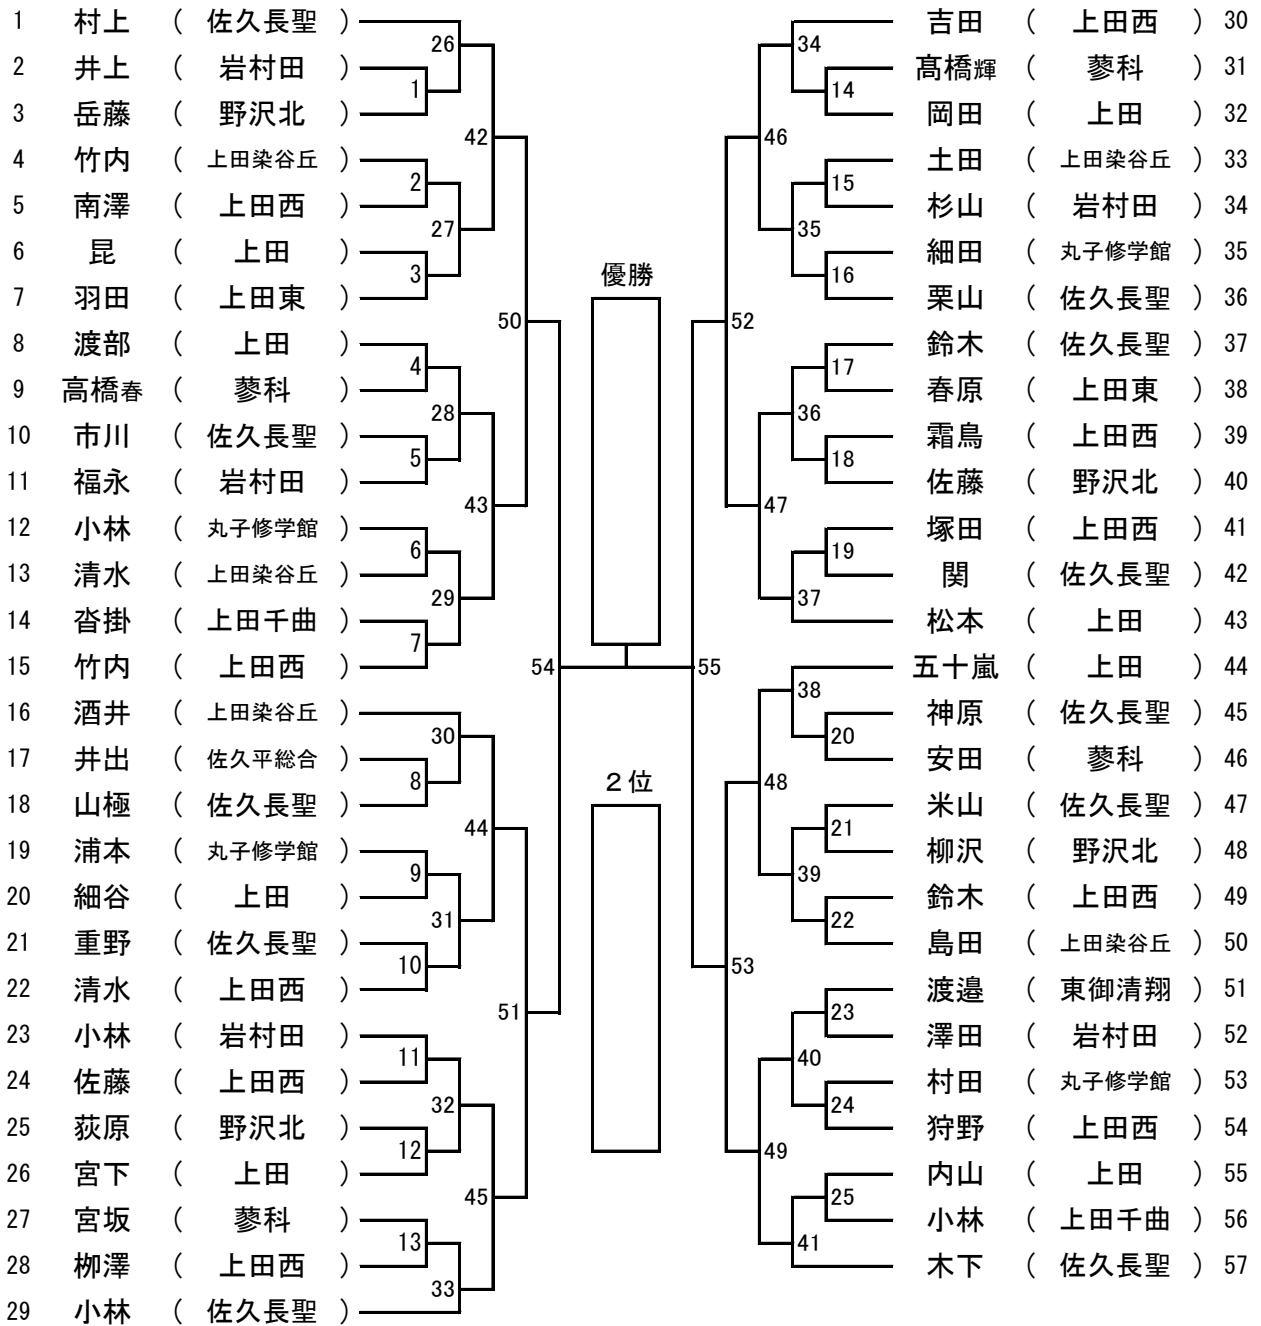 1 村上 ( 佐久長聖 )
2 井上 ( 岩村田 )
3 岳藤 ( 野沢北 )
4 竹内 ( 上田染谷丘 )
5 南澤 ( 上田西 )
6 昆 ( 上田 )
7 羽田 ( 上田東 )
8 渡部 ( 上田 )
9 高橋春 ( 蓼科 )
10 市川 ( 佐久長聖 )
11 福永 ( 岩村田 )
12 小林 ( 丸子修学館 )
13 清水 ( 上田染谷丘 )
14 沓掛 ( 上田千曲 )
15 竹内 ( 上田西 )
16 酒井 ( 上田染谷丘 )
17 井出 ( 佐久平総合 )
18 山極 ( 佐久長聖 )
19 浦本 ( 丸子修学館 )
20 細谷 ( 上田 )
21 重野 ( 佐久長聖 )
22 清水 ( 上田西 )
23 小林 ( 岩村田 )
24 佐藤 ( 上田西 )
25 荻原 ( 野沢北 )
26 宮下 ( 上田 )
27 宮坂 ( 蓼科 )
28 栁澤 ( 上田西 )
29 小林 ( 佐久長聖 )
26
1
2
3
4
5
6
7
8
9
10
11
12
13
27
28
29
30
31
32
33
42
43
44
45
50
51
54
優勝
2位
55
52
53
46
47
48
49
34
35
36
37
38
39
40
41
14
15
16
17
18
19
20
21
22
23
24
25
吉田 ( 上田西 ) 30
髙橋輝 ( 蓼科 ) 31
岡田 ( 上田 ) 32
土田 ( 上田染谷丘 ) 33
杉山 ( 岩村田 ) 34
細田 ( 丸子修学館 ) 35
栗山 ( 佐久長聖 ) 36
鈴木 ( 佐久長聖 ) 37
春原 ( 上田東 ) 38
霜鳥 ( 上田西 ) 39
佐藤 ( 野沢北 ) 40
塚田 ( 上田西 ) 41
関 ( 佐久長聖 ) 42
松本 ( 上田 ) 43
五十嵐 ( 上田 ) 44
神原 ( 佐久長聖 ) 45
安田 ( 蓼科 ) 46
米山 ( 佐久長聖 ) 47
柳沢 ( 野沢北 ) 48
鈴木 ( 上田西 ) 49
島田 ( 上田染谷丘 ) 50
渡邉 ( 東御清翔 ) 51
澤田 ( 岩村田 ) 52
村田 ( 丸子修学館 ) 53
狩野 ( 上田西 ) 54
内山 ( 上田 ) 55
小林 ( 上田千曲 ) 56
木下 ( 佐久長聖 ) 57